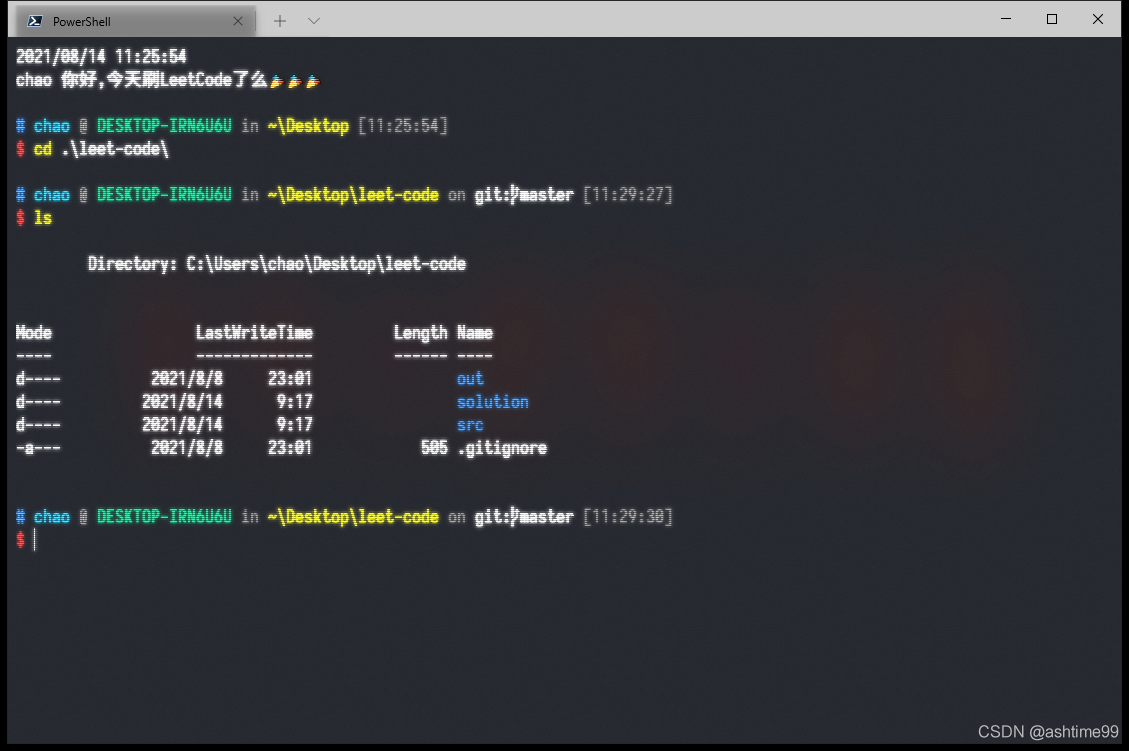 PowerShell
2021/08/14 11:25:54
chao 你好,今天刷LeetCode了么
# chao @ DESKTOP-IRN6U6U in ~\Desktop [11:25:54]
$ cd .\leet-code\
# chao @ DESKTOP-IRN6U6U in ~\Desktop\leet-code on git:master [11:29:27]
$ ls
Directory: C:\Users\chao\Desktop\leet-code
Mode LastWriteTime Length Name
---- ------------- ------ ----
d---- 2021/8/8 23:01 out
d---- 2021/8/14 9:17 solution
d---- 2021/8/14 9:17 src
-a--- 2021/8/8 23:01 505 .gitignore
# chao @ DESKTOP-IRN6U6U in ~\Desktop\leet-code on git:master [11:29:30]
$
CSDN @ashtime99